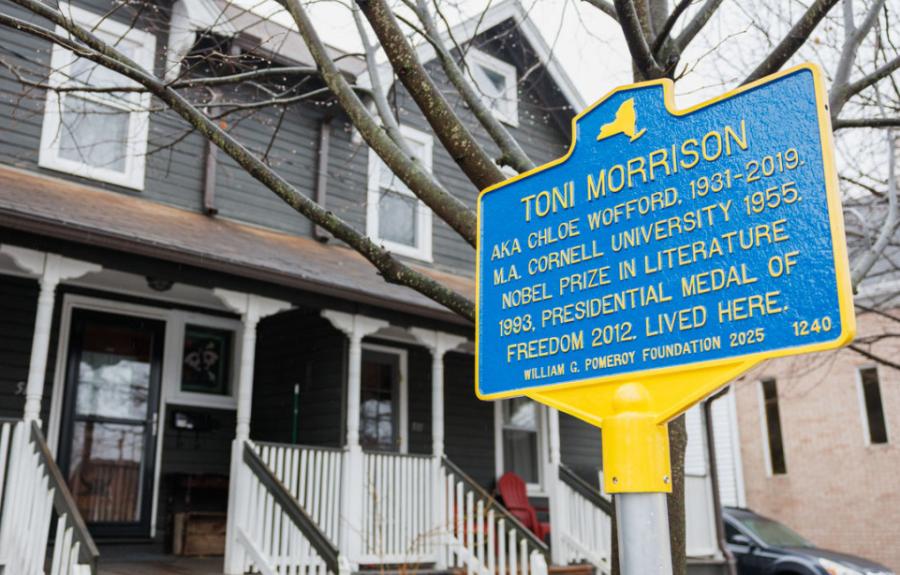 TONI MORRISON
AKA CHLOE WOFFORD, 1931-2019.
M.A. CORNELL UNIVERSITY 1955.
NOBEL PRIZE IN LITERATURE
1993, PRESIDENTIAL MEDAL OF
FREEDOM 2012. LIVED HERE.
WILLIAM G. POMEROY FOUNDATION 2025 1240